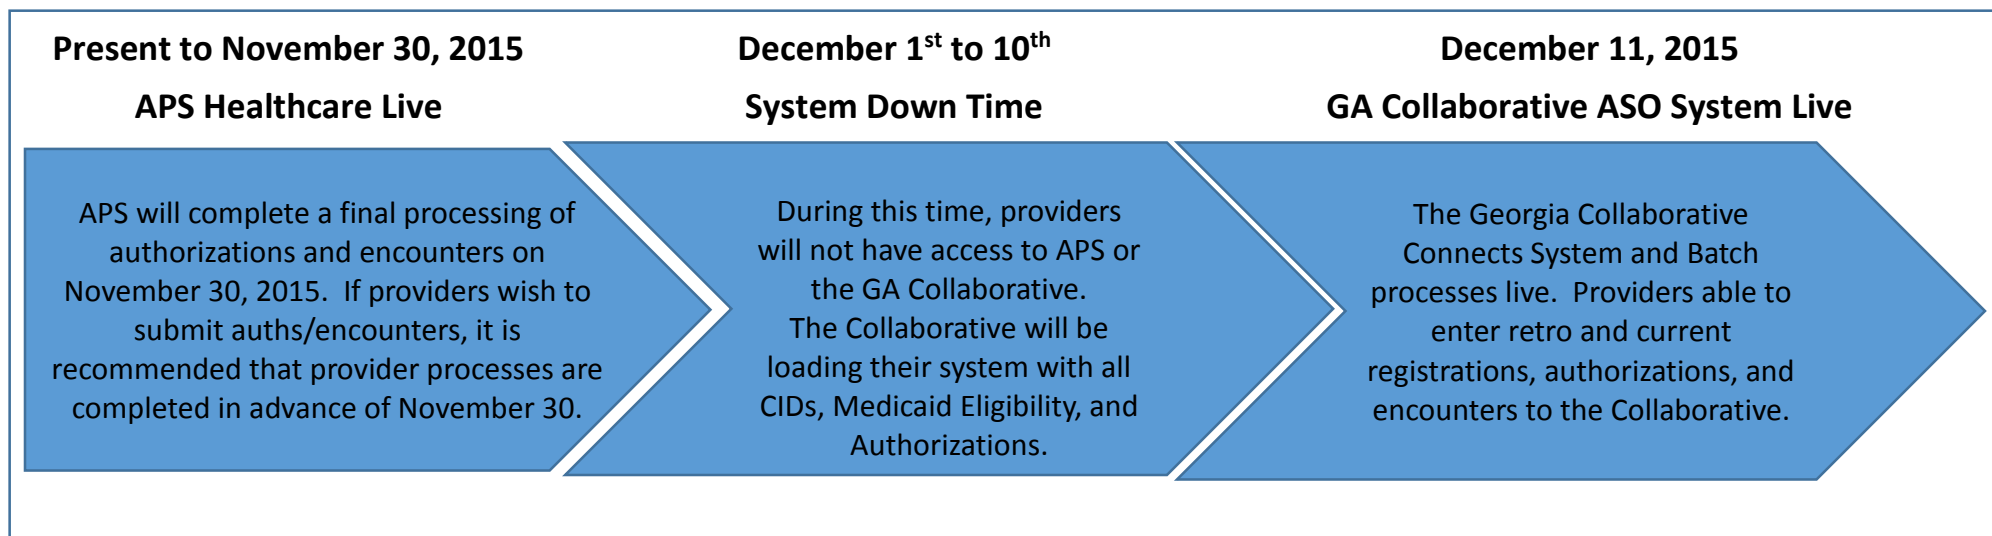 Present to November 30, 2015
APS Healthcare Live
APS will complete a final processing of
authorizations and encounters on
November 30, 2015.  If providers wish to
submit auths/encounters, it is
recommended that provider processes are
completed in advance of November 30.
December 1st to 10th
System Down Time
During this time, providers
will not have access to APS or
the GA Collaborative.
The Collaborative will be
loading their system with all
CIDs, Medicaid Eligibility, and
Authorizations.
December 11, 2015
GA Collaborative ASO System Live
The Georgia Collaborative
Connects System and Batch
processes live.  Providers able to
enter retro and current
registrations, authorizations, and
encounters to the Collaborative.